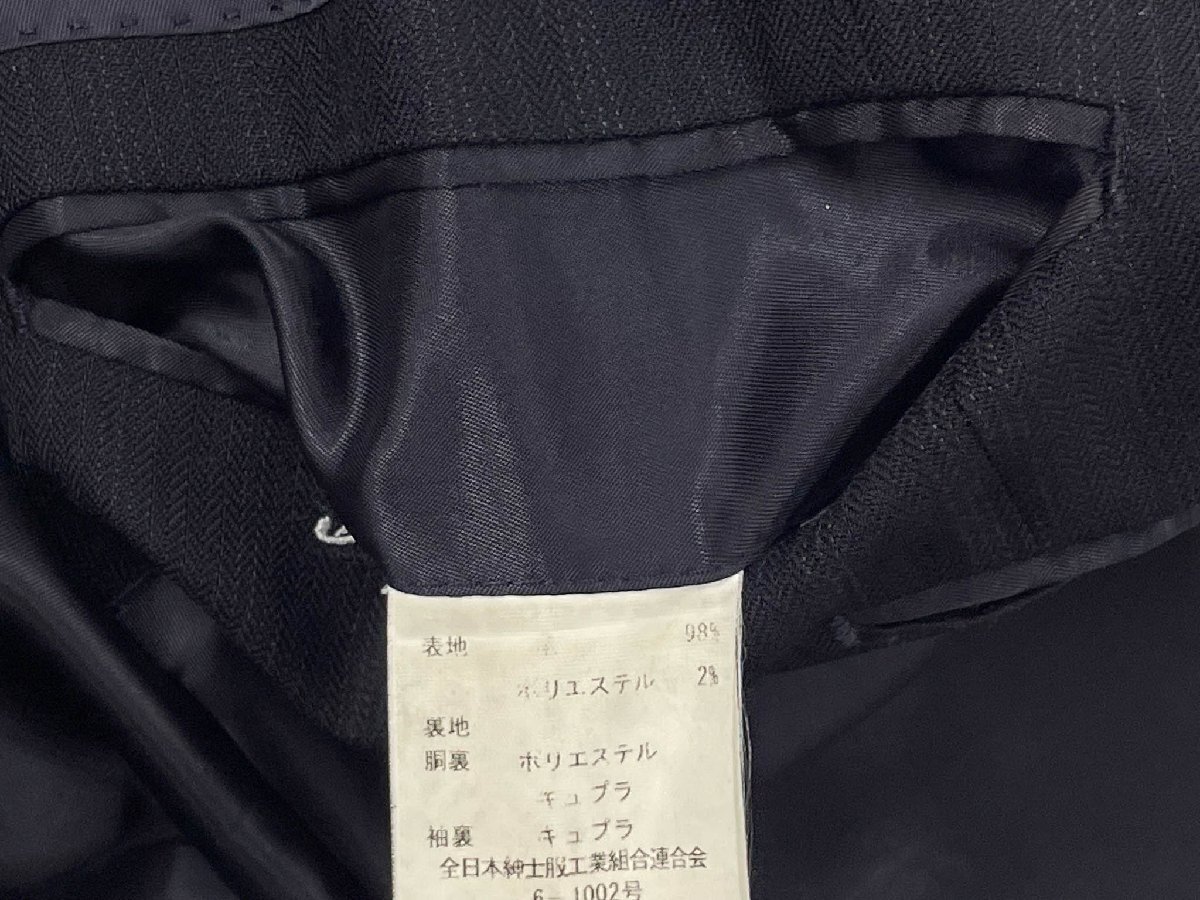 表地 98%
ポリエステル 2%
裏地
胴裏 ポリエステル
キュプラ
袖裏 キュプラ
全日本紳士服工業組合連合会
6-1002号